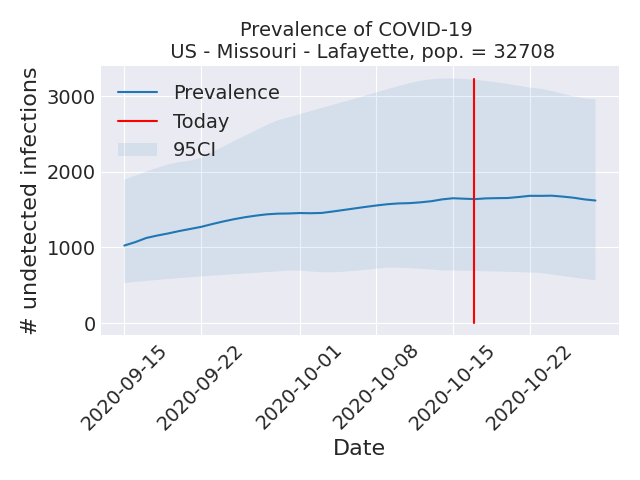 Prevalence of COVID-19
US - Missouri - Lafayette, pop. = 32708
# undetected infections
3000
2000
1000
0
Prevalence
Today
95CI
2020-09-15
2020-09-22
2020-10-01
2020-10-08
2020-10-15
2020-10-22
Date